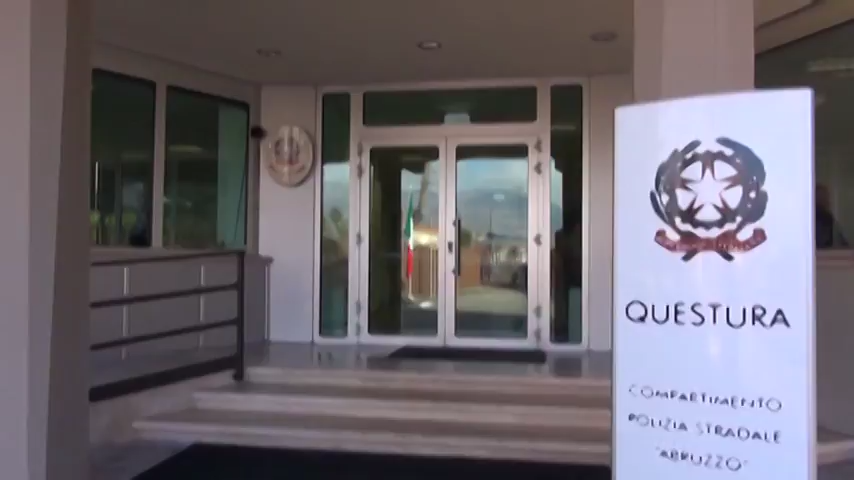 QUESTURA
COMPARTIMENTO
POLIZIA STRADALE
"ABRUZZO"